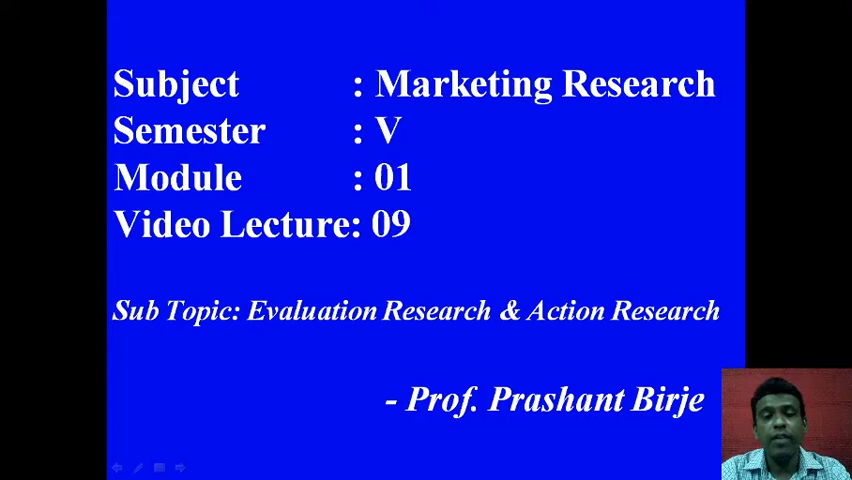 Subject : Marketing Research
Semester : V
Module : 01
Video Lecture: 09
Sub Topic: Evaluation Research & Action Research
- Prof. Prashant Birje